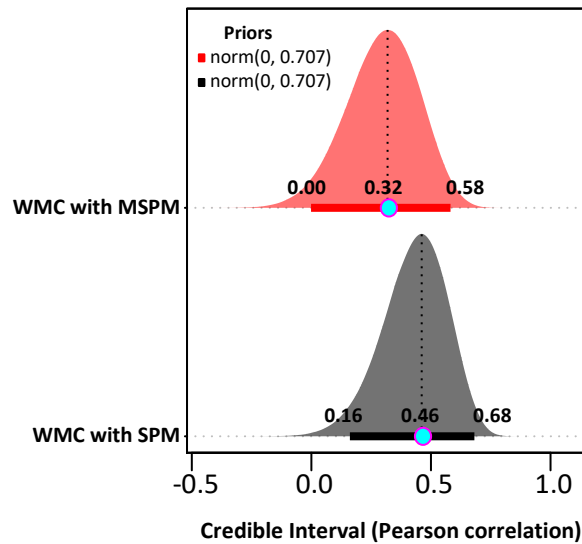 Priors
norm(0, 0.707)
norm(0, 0.707)
0.00 0.32 0.58
WMC with MSPM
0.16 0.46 0.68
WMC with SPM
-0.5 0.0 0.5 1.0
Credible Interval (Pearson correlation)